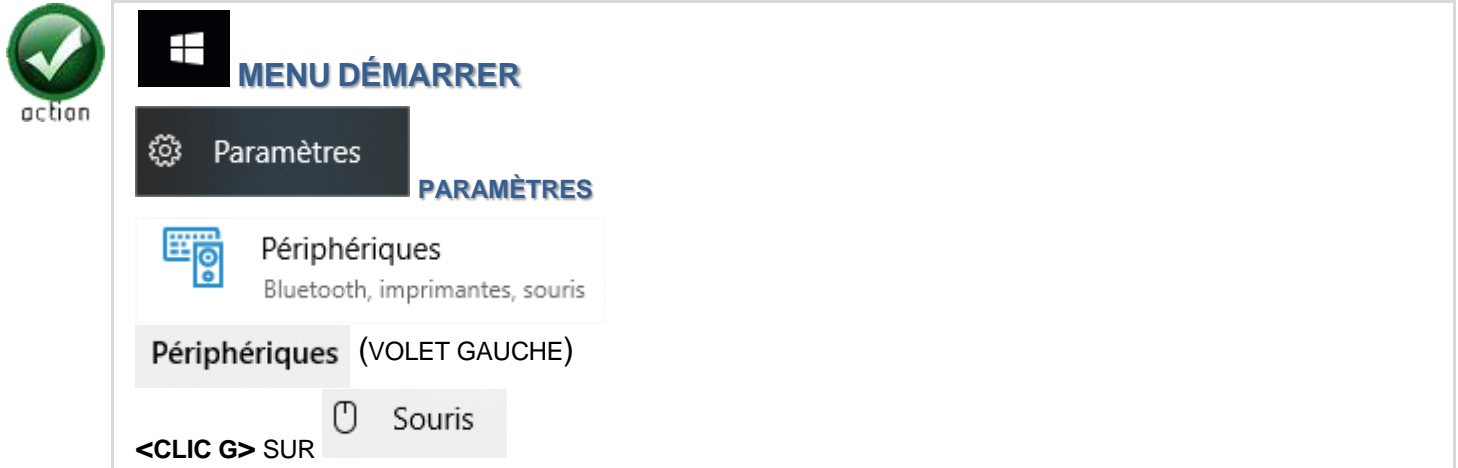 action
MENU DÉMARRER
Paramètres
PARAMÈTRES
Périphériques
Bluetooth, imprimantes, souris
Périphériques (VOLET GAUCHE)
<CLIC G> SUR Souris